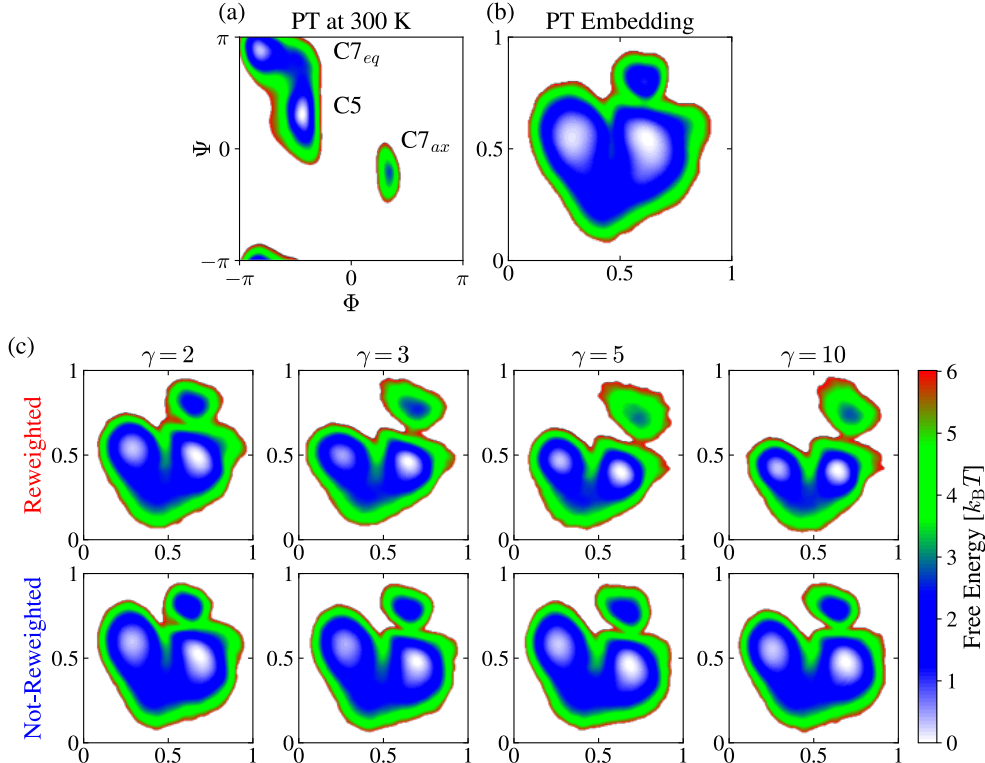 (a) PT at 300 K
π
C7eq
C5
C7ax
Ψ
0
−π
−π 0 π
Φ
(b) PT Embedding
1
0.5
0
0 0.5 1
(c)
γ = 2 γ = 3 γ = 5 γ = 10
Reweighted
1 1 1 1
0.5 0.5 0.5 0.5
0 0 0 0
0 0.5 1 0 0.5 1 0 0.5 1 0 0.5 1
Not-Reweighted
1 1 1 1
0.5 0.5 0.5 0.5
0 0 0 0
0 0.5 1 0 0.5 1 0 0.5 1 0 0.5 1
6
5
4
3
2
1
0
Free Energy [kBT]